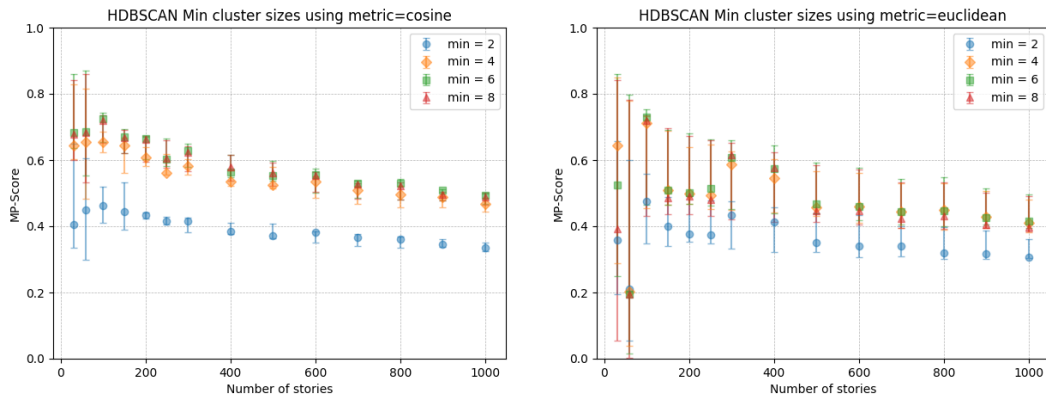 HDBSCAN Min cluster sizes using metric=cosine
1.0
0.8
0.6
0.4
0.2
0.0
MP-Score
0
200
400
600
800
1000
Number of stories
min = 2
min = 4
min = 6
min = 8
HDBSCAN Min cluster sizes using metric=euclidean
1.0
0.8
0.6
0.4
0.2
0.0
MP-Score
0
200
400
600
800
1000
Number of stories
min = 2
min = 4
min = 6
min = 8